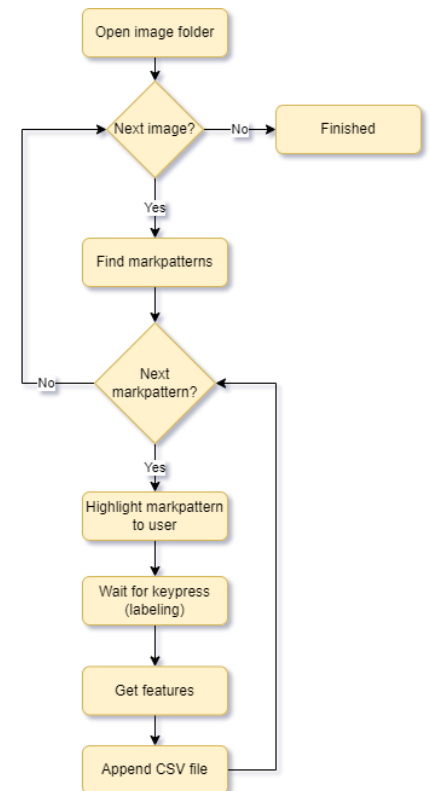 Open image folder
Next image?
No
Finished
Yes
Find markpatterns
Next
markpattern?
No
Yes
Highlight markpattern
to user
Wait for keypress
(labeling)
Get features
Append CSV file